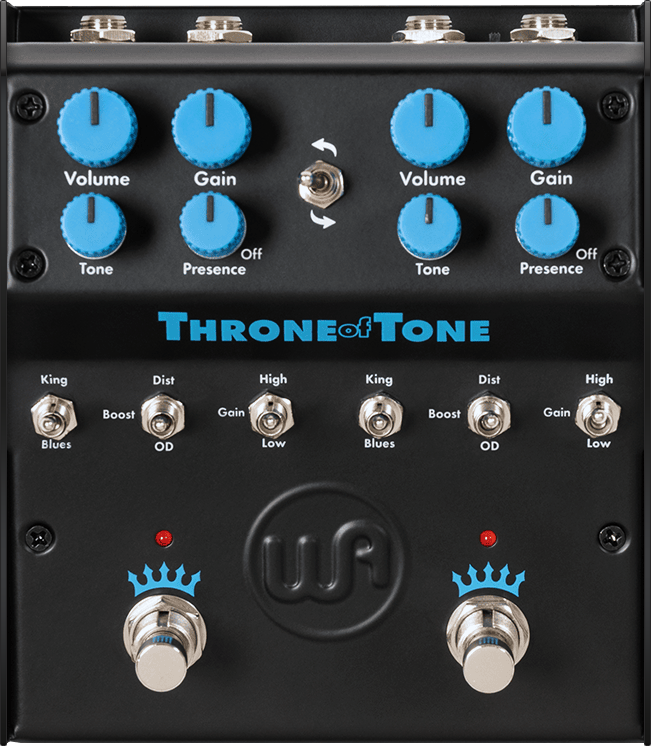 Volume Gain Volume Gain
Off Off
Tone Presence Tone Presence
THRONE of TONE
King Dist High King Dist High
Boost Gain Boost Gain
Blues OD Low Blues OD Low
WA